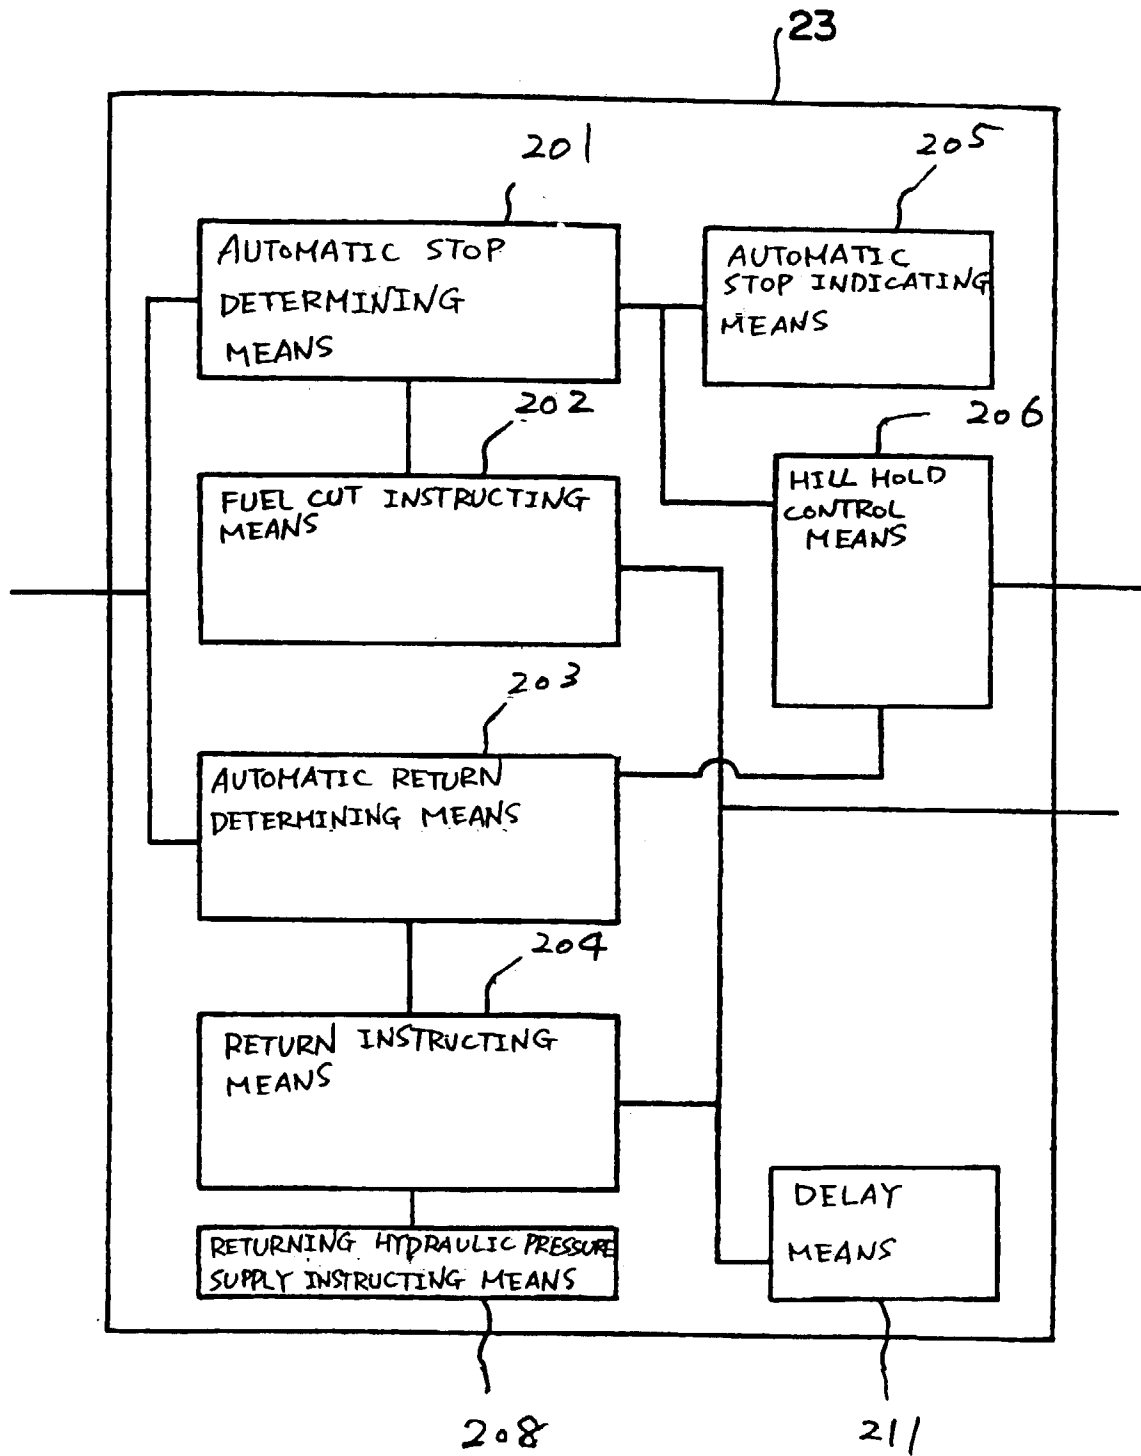 23
201
205
AUTOMATIC STOP
DETERMINING
MEANS
AUTOMATIC
STOP INDICATING
MEANS
202
206
FUEL CUT INSTRUCTING
MEANS
HILL HOLD
CONTROL
MEANS
203
AUTOMATIC RETURN
DETERMINING MEANS
204
RETURN INSTRUCTING
MEANS
DELAY
MEANS
RETURNING HYDRAULIC PRESSURE
SUPPLY INSTRUCTING MEANS
208
211